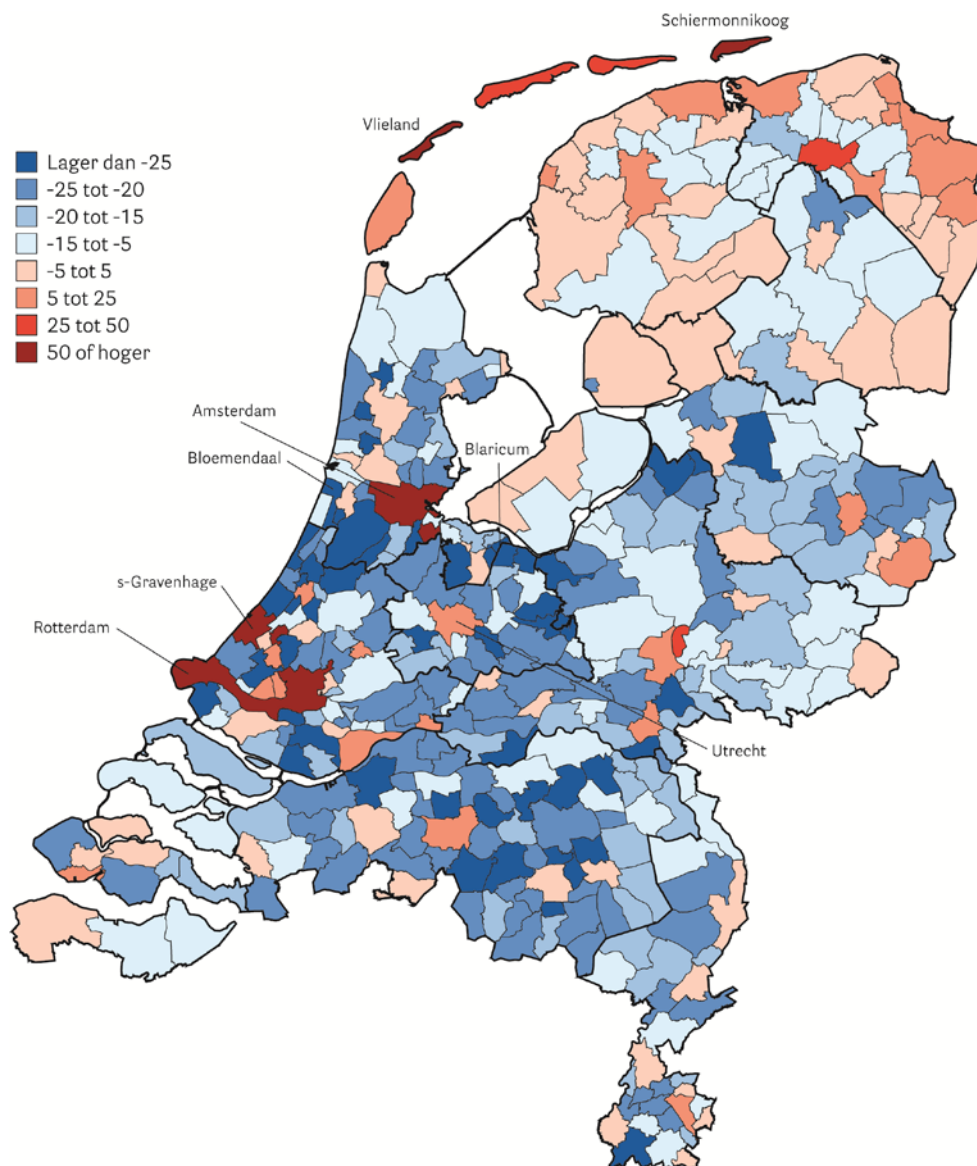 Schiermonnikoog
Vlieland
Lager dan -25
-25 tot -20
-20 tot -15
-15 tot -5
-5 tot 5
5 tot 25
25 tot 50
50 of hoger
Amsterdam
Bloemendaal
Blaricum
s-Gravenhage
Rotterdam
Utrecht